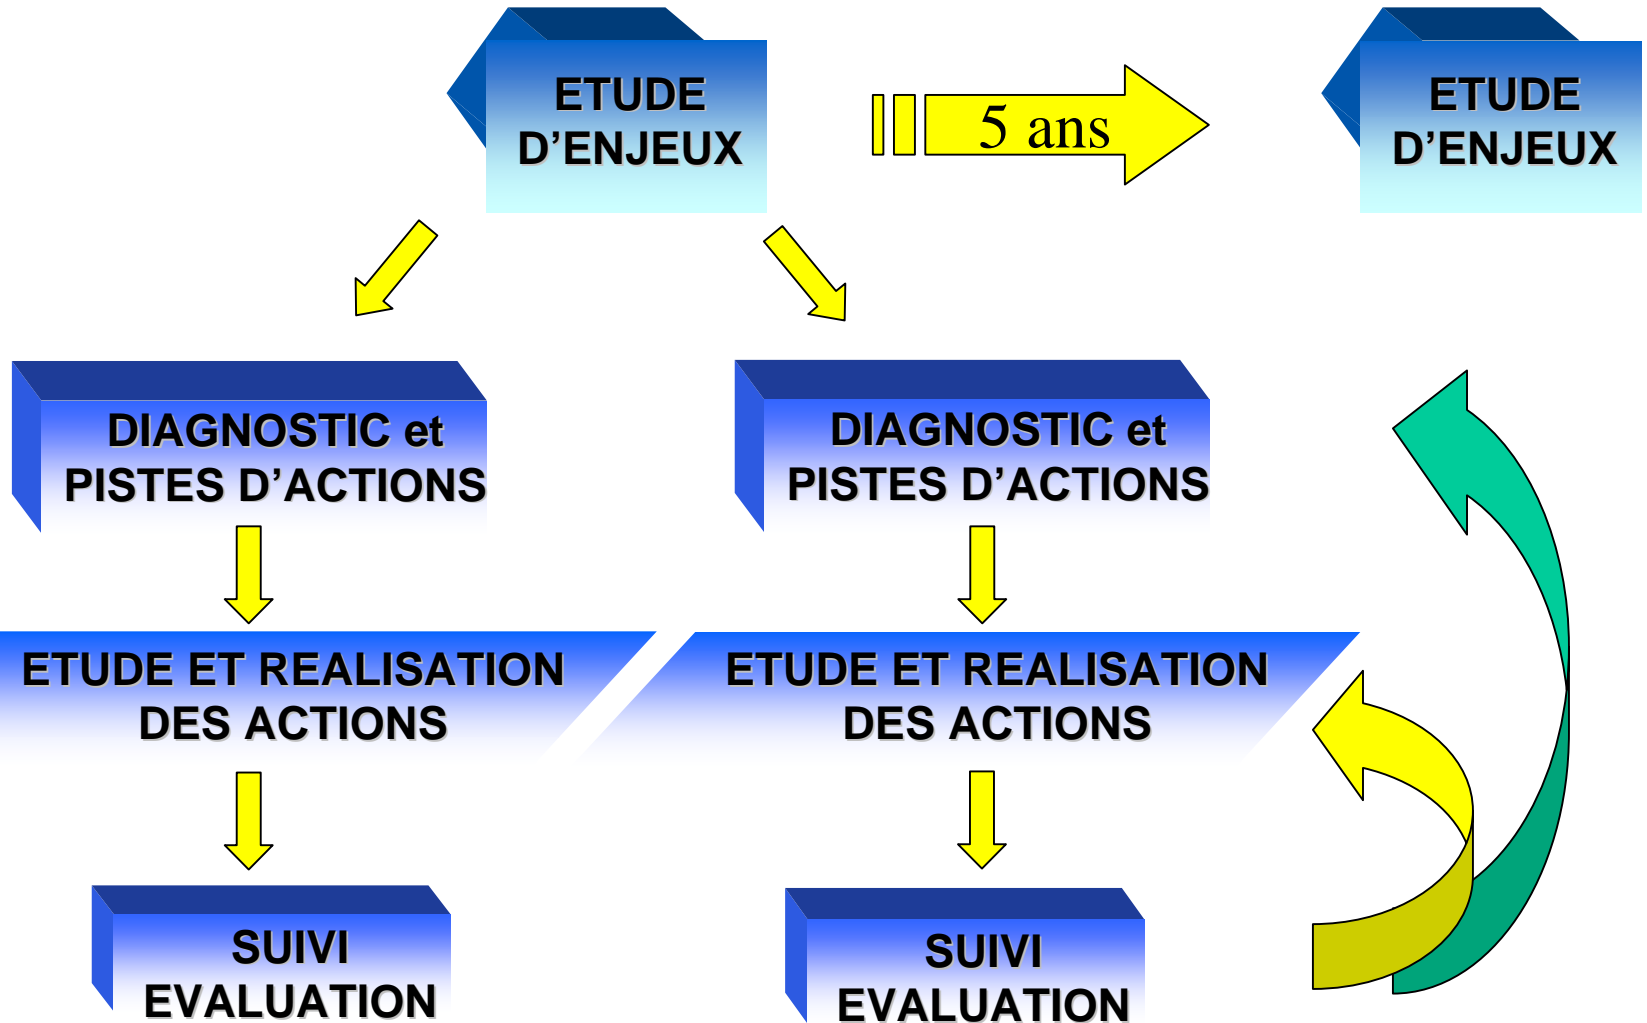 ETUDE
D’ENJEUX
5 ans
ETUDE
D’ENJEUX
DIAGNOSTIC et
PISTES D’ACTIONS
DIAGNOSTIC et
PISTES D’ACTIONS
ETUDE ET REALISATION
DES ACTIONS
ETUDE ET REALISATION
DES ACTIONS
SUIVI
EVALUATION
SUIVI
EVALUATION